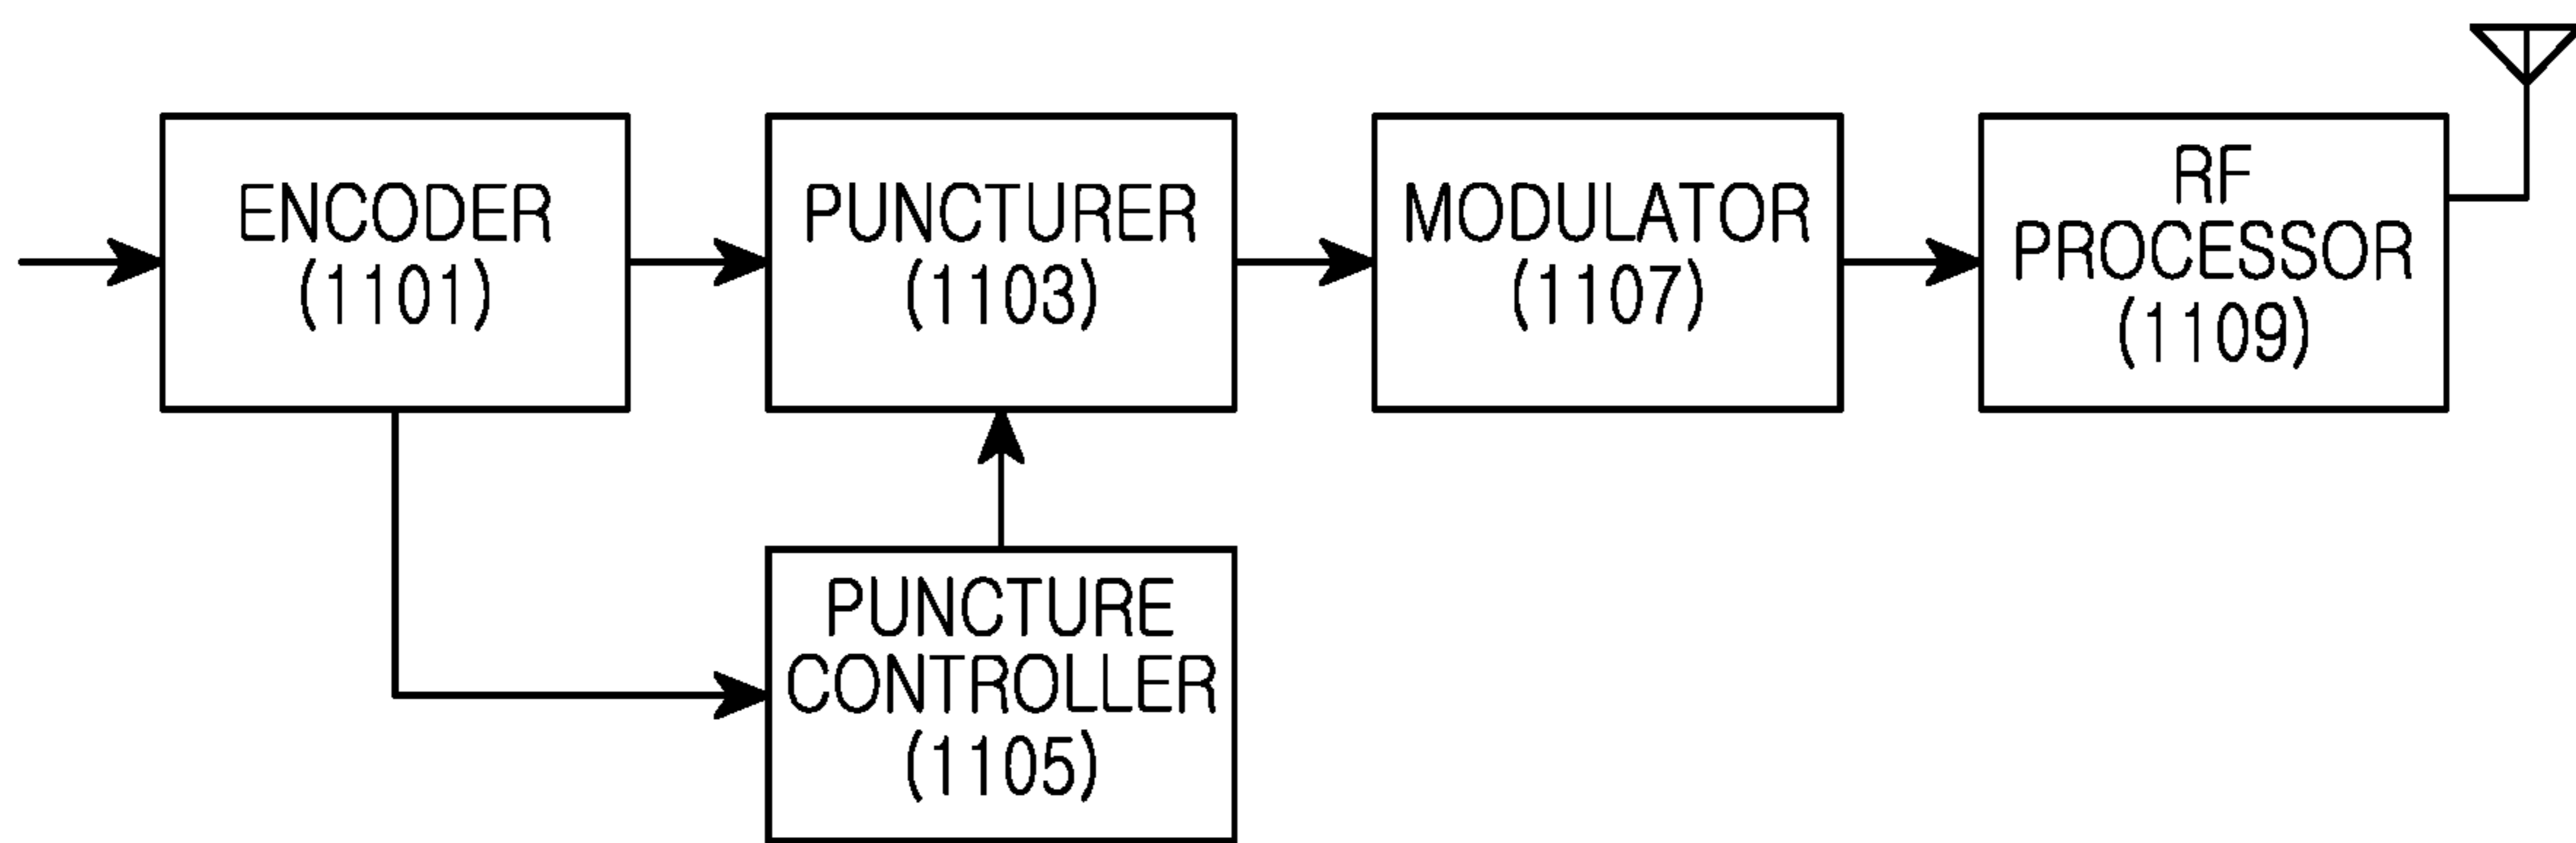 ENCODER
(1101)
PUNCTURER
(1103)
MODULATOR
(1107)
RF
PROCESSOR
(1109)
PUNCTURE
CONTROLLER
(1105)